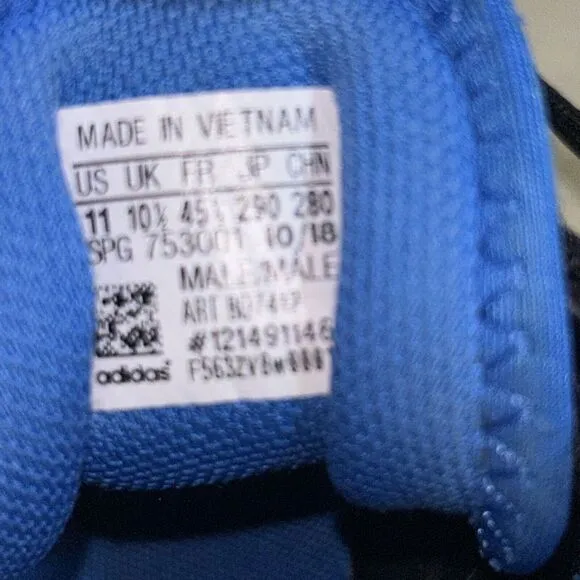 MADE IN VIETNAM
US UK FR JP CHN
11 10½ 45⅓ 290 280
SPG 753001 10/18
MALE/MALE
ART
#121491146
adidas